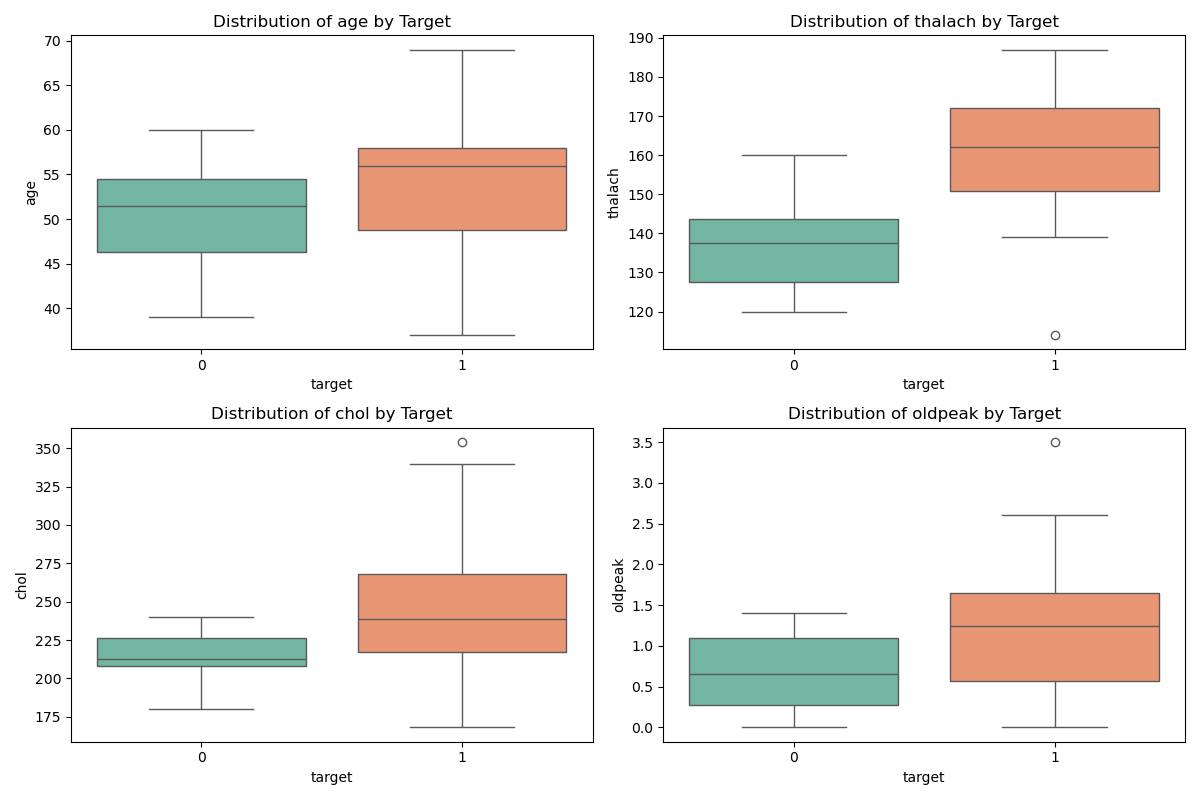 Distribution of age by Target
70
65
60
55
50
45
40
age
0 1
target
Distribution of thalach by Target
190
180
170
160
150
140
130
120
thalach
0 1
target
Distribution of chol by Target
350
325
300
275
250
225
200
175
chol
0 1
target
Distribution of oldpeak by Target
3.5
3.0
2.5
2.0
1.5
1.0
0.5
0.0
oldpeak
0 1
target